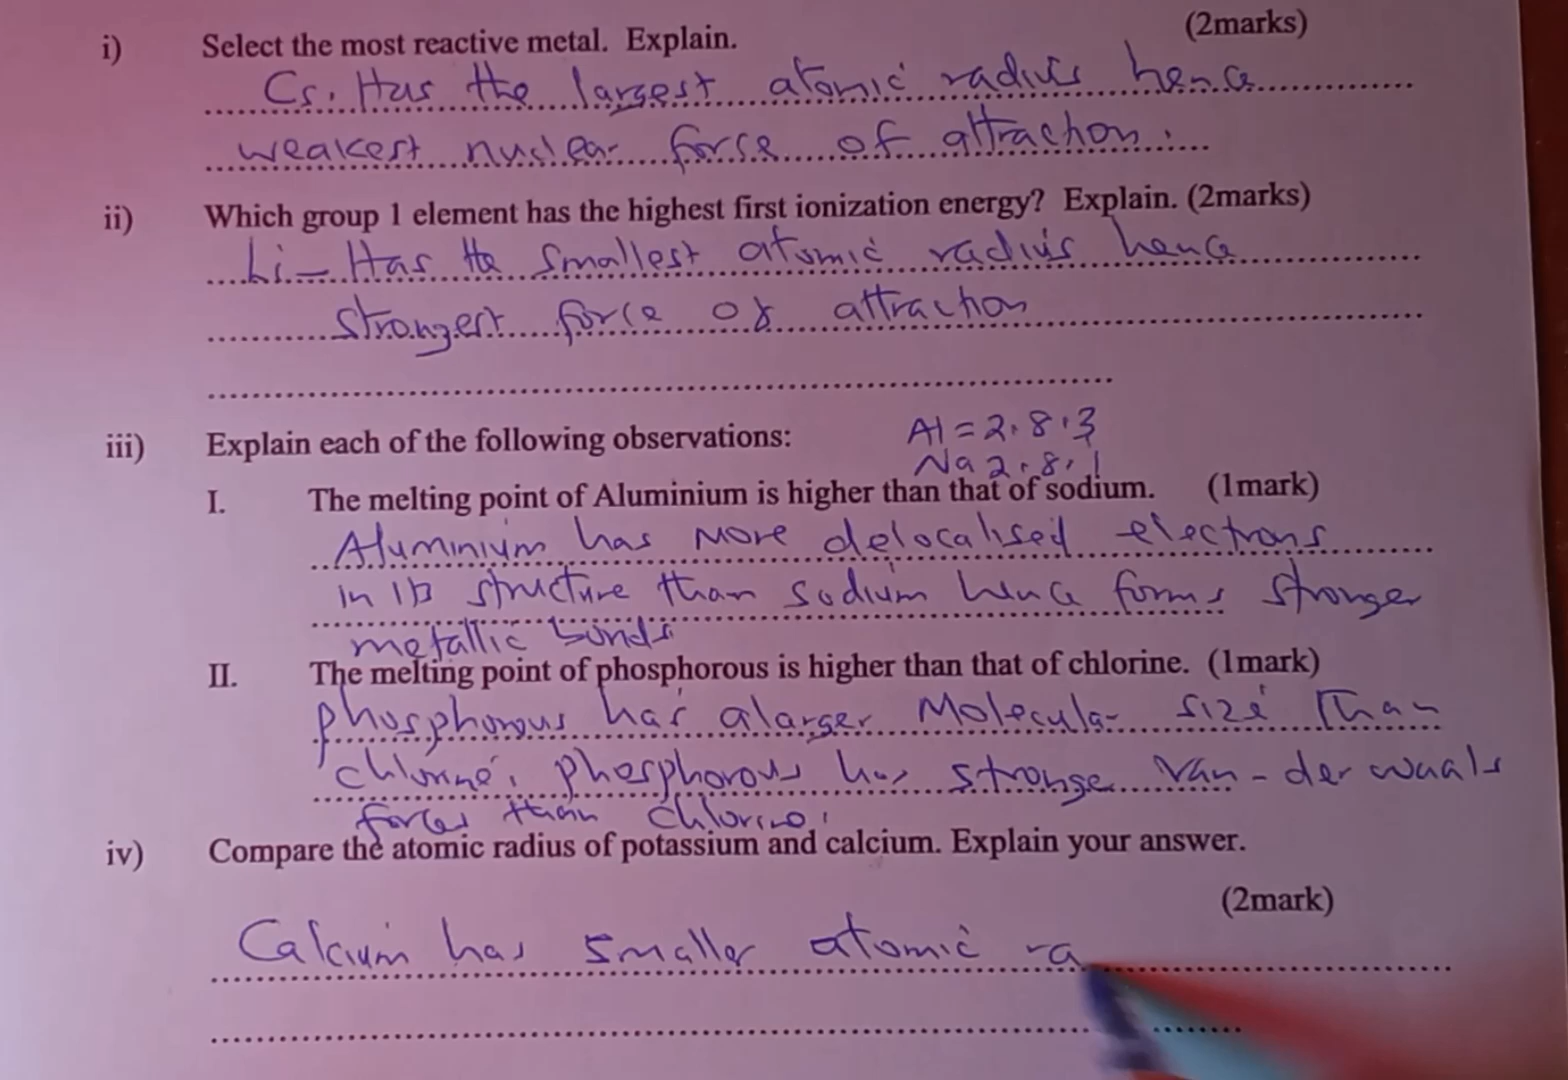 (2marks)
i) Select the most reactive metal. Explain.
Cs. Has the largest atomic radius hence
weakest nuclear force of attraction.
ii) Which group 1 element has the highest first ionization energy? Explain. (2marks)
Li - Has the smallest atomic radius hence
strongest force of attraction
iii) Explain each of the following observations:
Al = 2.8.3
Na 2.8.1
I. The melting point of Aluminium is higher than that of sodium. (1mark)
Aluminium has more delocalised electrons
in its structure than sodium hence forms stronger
metallic bonds
II. The melting point of phosphorous is higher than that of chlorine. (1mark)
phosphorous has a larger Molecular size Than
chlorine. phosphorous has stronger Van-der waals
forces than chlorine.
iv) Compare the atomic radius of potassium and calcium. Explain your answer.
(2mark)
Calcium has smaller atomic ra